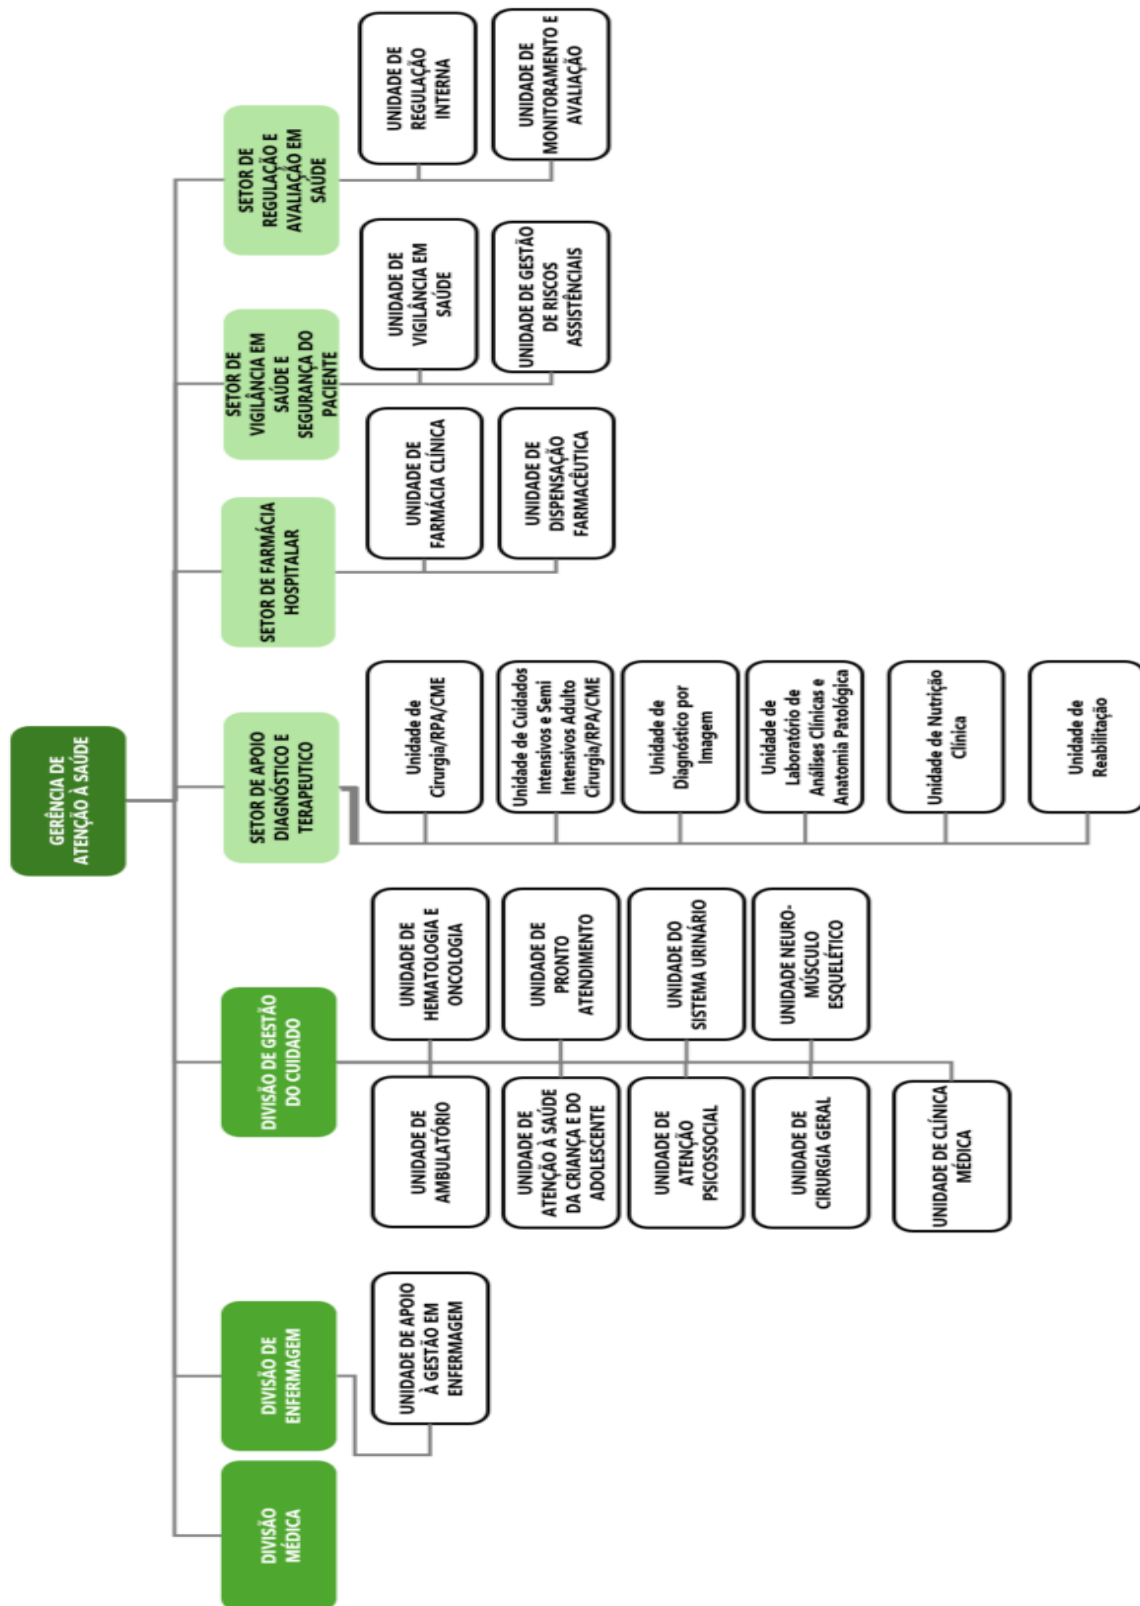 GERÊNCIA DE
ATENÇÃO À SAÚDE
DIVISÃO
MÉDICA
DIVISÃO DE
ENFERMAGEM
UNIDADE DE APOIO
À GESTÃO EM
ENFERMAGEM
DIVISÃO DE GESTÃO
DO CUIDADO
UNIDADE DE
AMBULATÓRIO
UNIDADE DE
HEMATOLOGIA E
ONCOLOGIA
UNIDADE DE
ATENÇÃO À SAÚDE
DA CRIANÇA E DO
ADOLESCENTE
UNIDADE DE
PRONTO
ATENDIMENTO
UNIDADE DE
ATENÇÃO
PSICOSSOCIAL
UNIDADE DO
SISTEMA URINÁRIO
UNIDADE DE
CIRURGIA GERAL
UNIDADE NEURO-
MÚSCULO
ESQUELÉTICO
UNIDADE DE CLÍNICA
MÉDICA
SETOR DE APOIO
DIAGNÓSTICO E
TERAPEUTICO
Unidade de
Cirurgia/RPA/CME
Unidade de Cuidados
Intensivos e Semi
Intensivos Adulto
Cirurgia/RPA/CME
Unidade de
Diagnóstico por
Imagem
Unidade de
Laboratório de
Análises Clínicas e
Anatomia Patológica
Unidade de Nutrição
Clínica
Unidade de
Reabilitação
SETOR DE FARMÁCIA
HOSPITALAR
UNIDADE DE
FARMÁCIA CLÍNICA
UNIDADE DE
DISPENSAÇÃO
FARMACÊUTICA
SETOR DE
VIGILÂNCIA EM
SAÚDE E
SEGURANÇA DO
PACIENTE
UNIDADE DE
VIGILÂNCIA EM
SAÚDE
UNIDADE DE GESTÃO
DE RISCOS
ASSISTÊNCIAIS
SETOR DE
REGULAÇÃO E
AVALIAÇÃO EM
SAÚDE
UNIDADE DE
REGULAÇÃO
INTERNA
UNIDADE DE
MONITORAMENTO E
AVALIAÇÃO